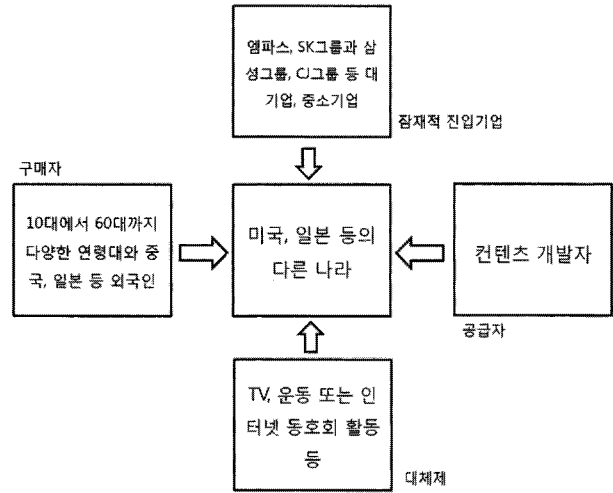 엠파스, SK그룹과 삼
성그룹, CJ그룹 등 대
기업, 중소기업
잠재적 진입기업
구매자
10대에서 60대까지
다양한 연령대와 중
국, 일본 등 외국인
미국, 일본 등의
다른 나라
컨텐츠 개발자
공급자
TV, 운동 또는 인
터넷 동호회 활동
등
대체제